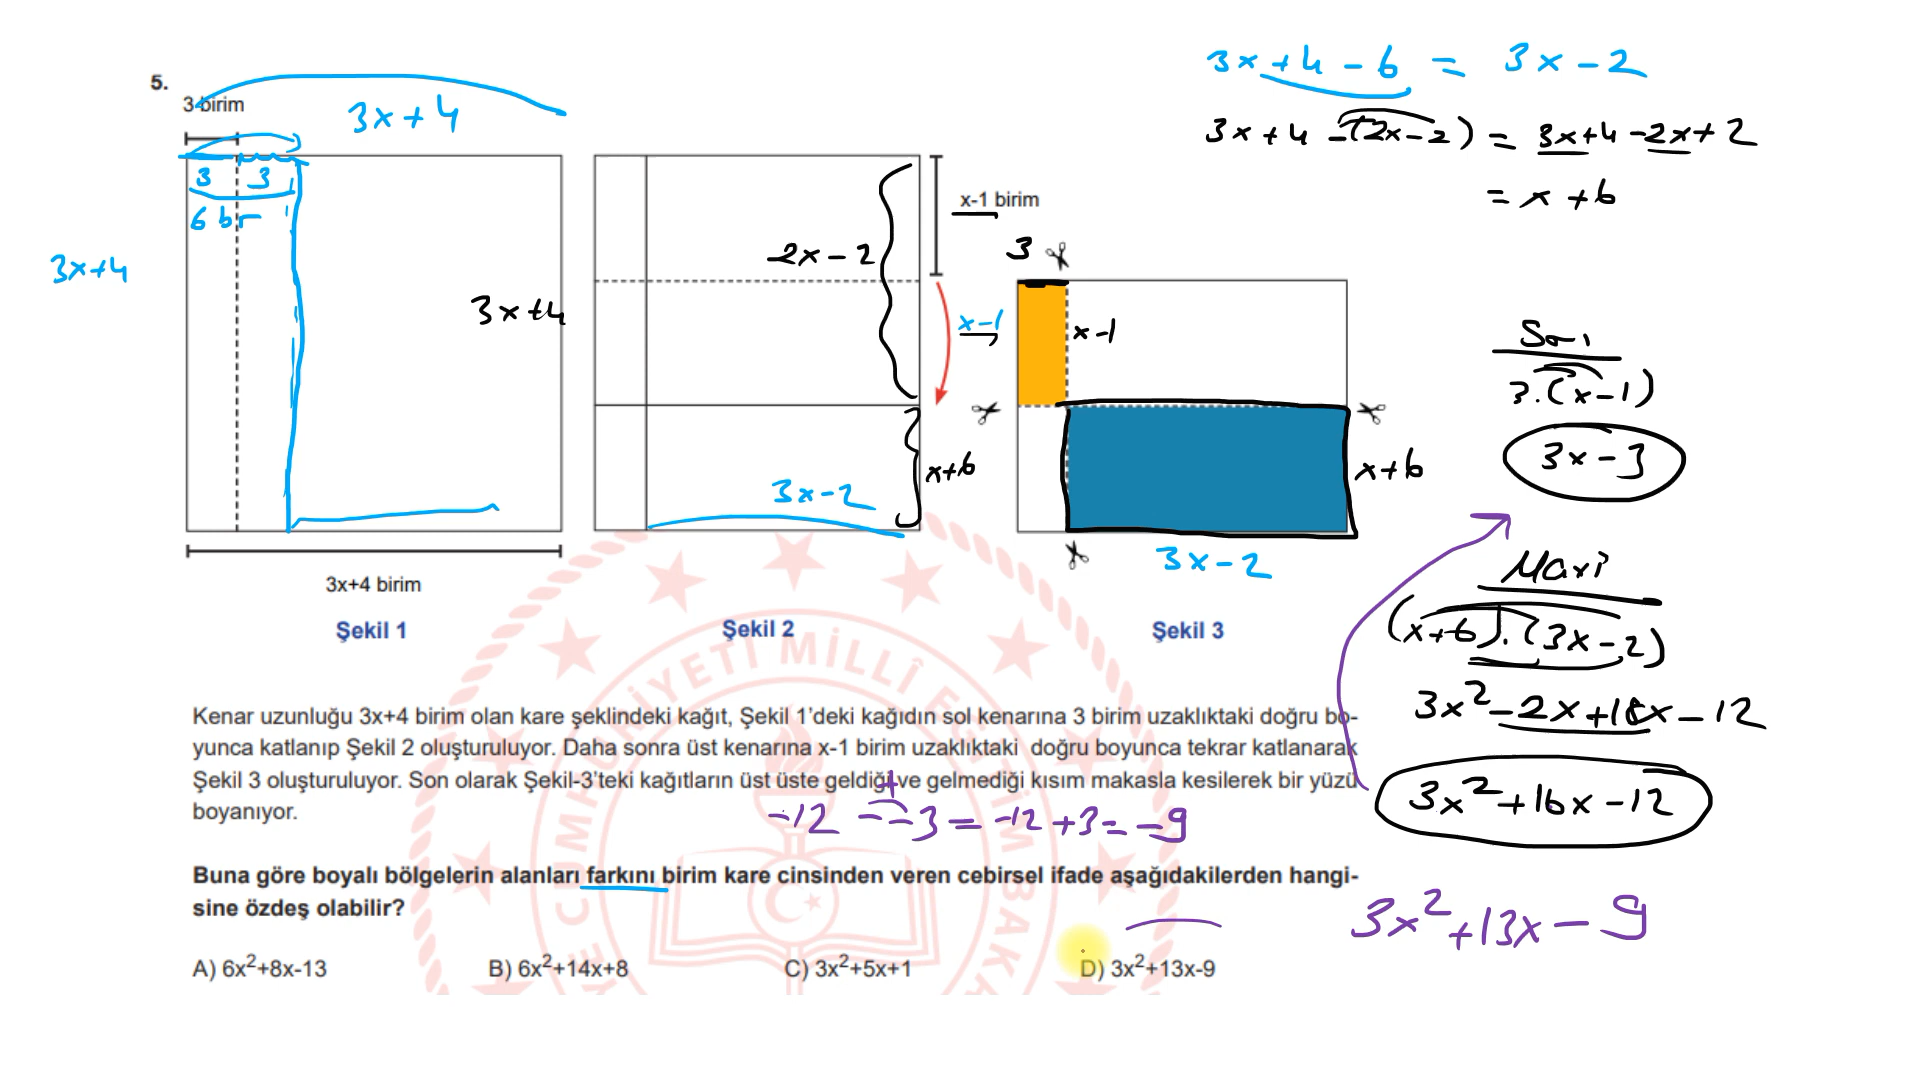 5.
3 birim
3x+4
3x+4-6 = 3x-2
3x+4-(2x-2) = 3x+4-2x+2
= x+6
3 3
6 br
x-1 birim
2x-2
3
3x+4
3x+4
x-1
x-1
Sarı
3.(x-1)
3x-3
x+6
3x-2
x+6
3x-2
3x+4 birim
Şekil 1
Şekil 2
Şekil 3
Mavi
(x+6).(3x-2)
3x²-2x+18x-12
3x²+16x-12
CUMHURİYETİ MİLLÎ EĞİTİM BAKA
Kenar uzunluğu 3x+4 birim olan kare şeklindeki kağıt, Şekil 1'deki kağıdın sol kenarına 3 birim uzaklıktaki doğru bo-
yunca katlanıp Şekil 2 oluşturuluyor. Daha sonra üst kenarına x-1 birim uzaklıktaki doğru boyunca tekrar katlanarak
Şekil 3 oluşturuluyor. Son olarak Şekil-3'teki kağıtların üst üste geldiği ve gelmediği kısım makasla kesilerek bir yüzü
boyanıyor.
+
-12 - -3 = -12 +3 = -9
Buna göre boyalı bölgelerin alanları farkını birim kare cinsinden veren cebirsel ifade aşağıdakilerden hangi-
sine özdeş olabilir?
3x²+13x-9
A) 6x²+8x-13 B) 6x²+14x+8 C) 3x²+5x+1 D) 3x²+13x-9